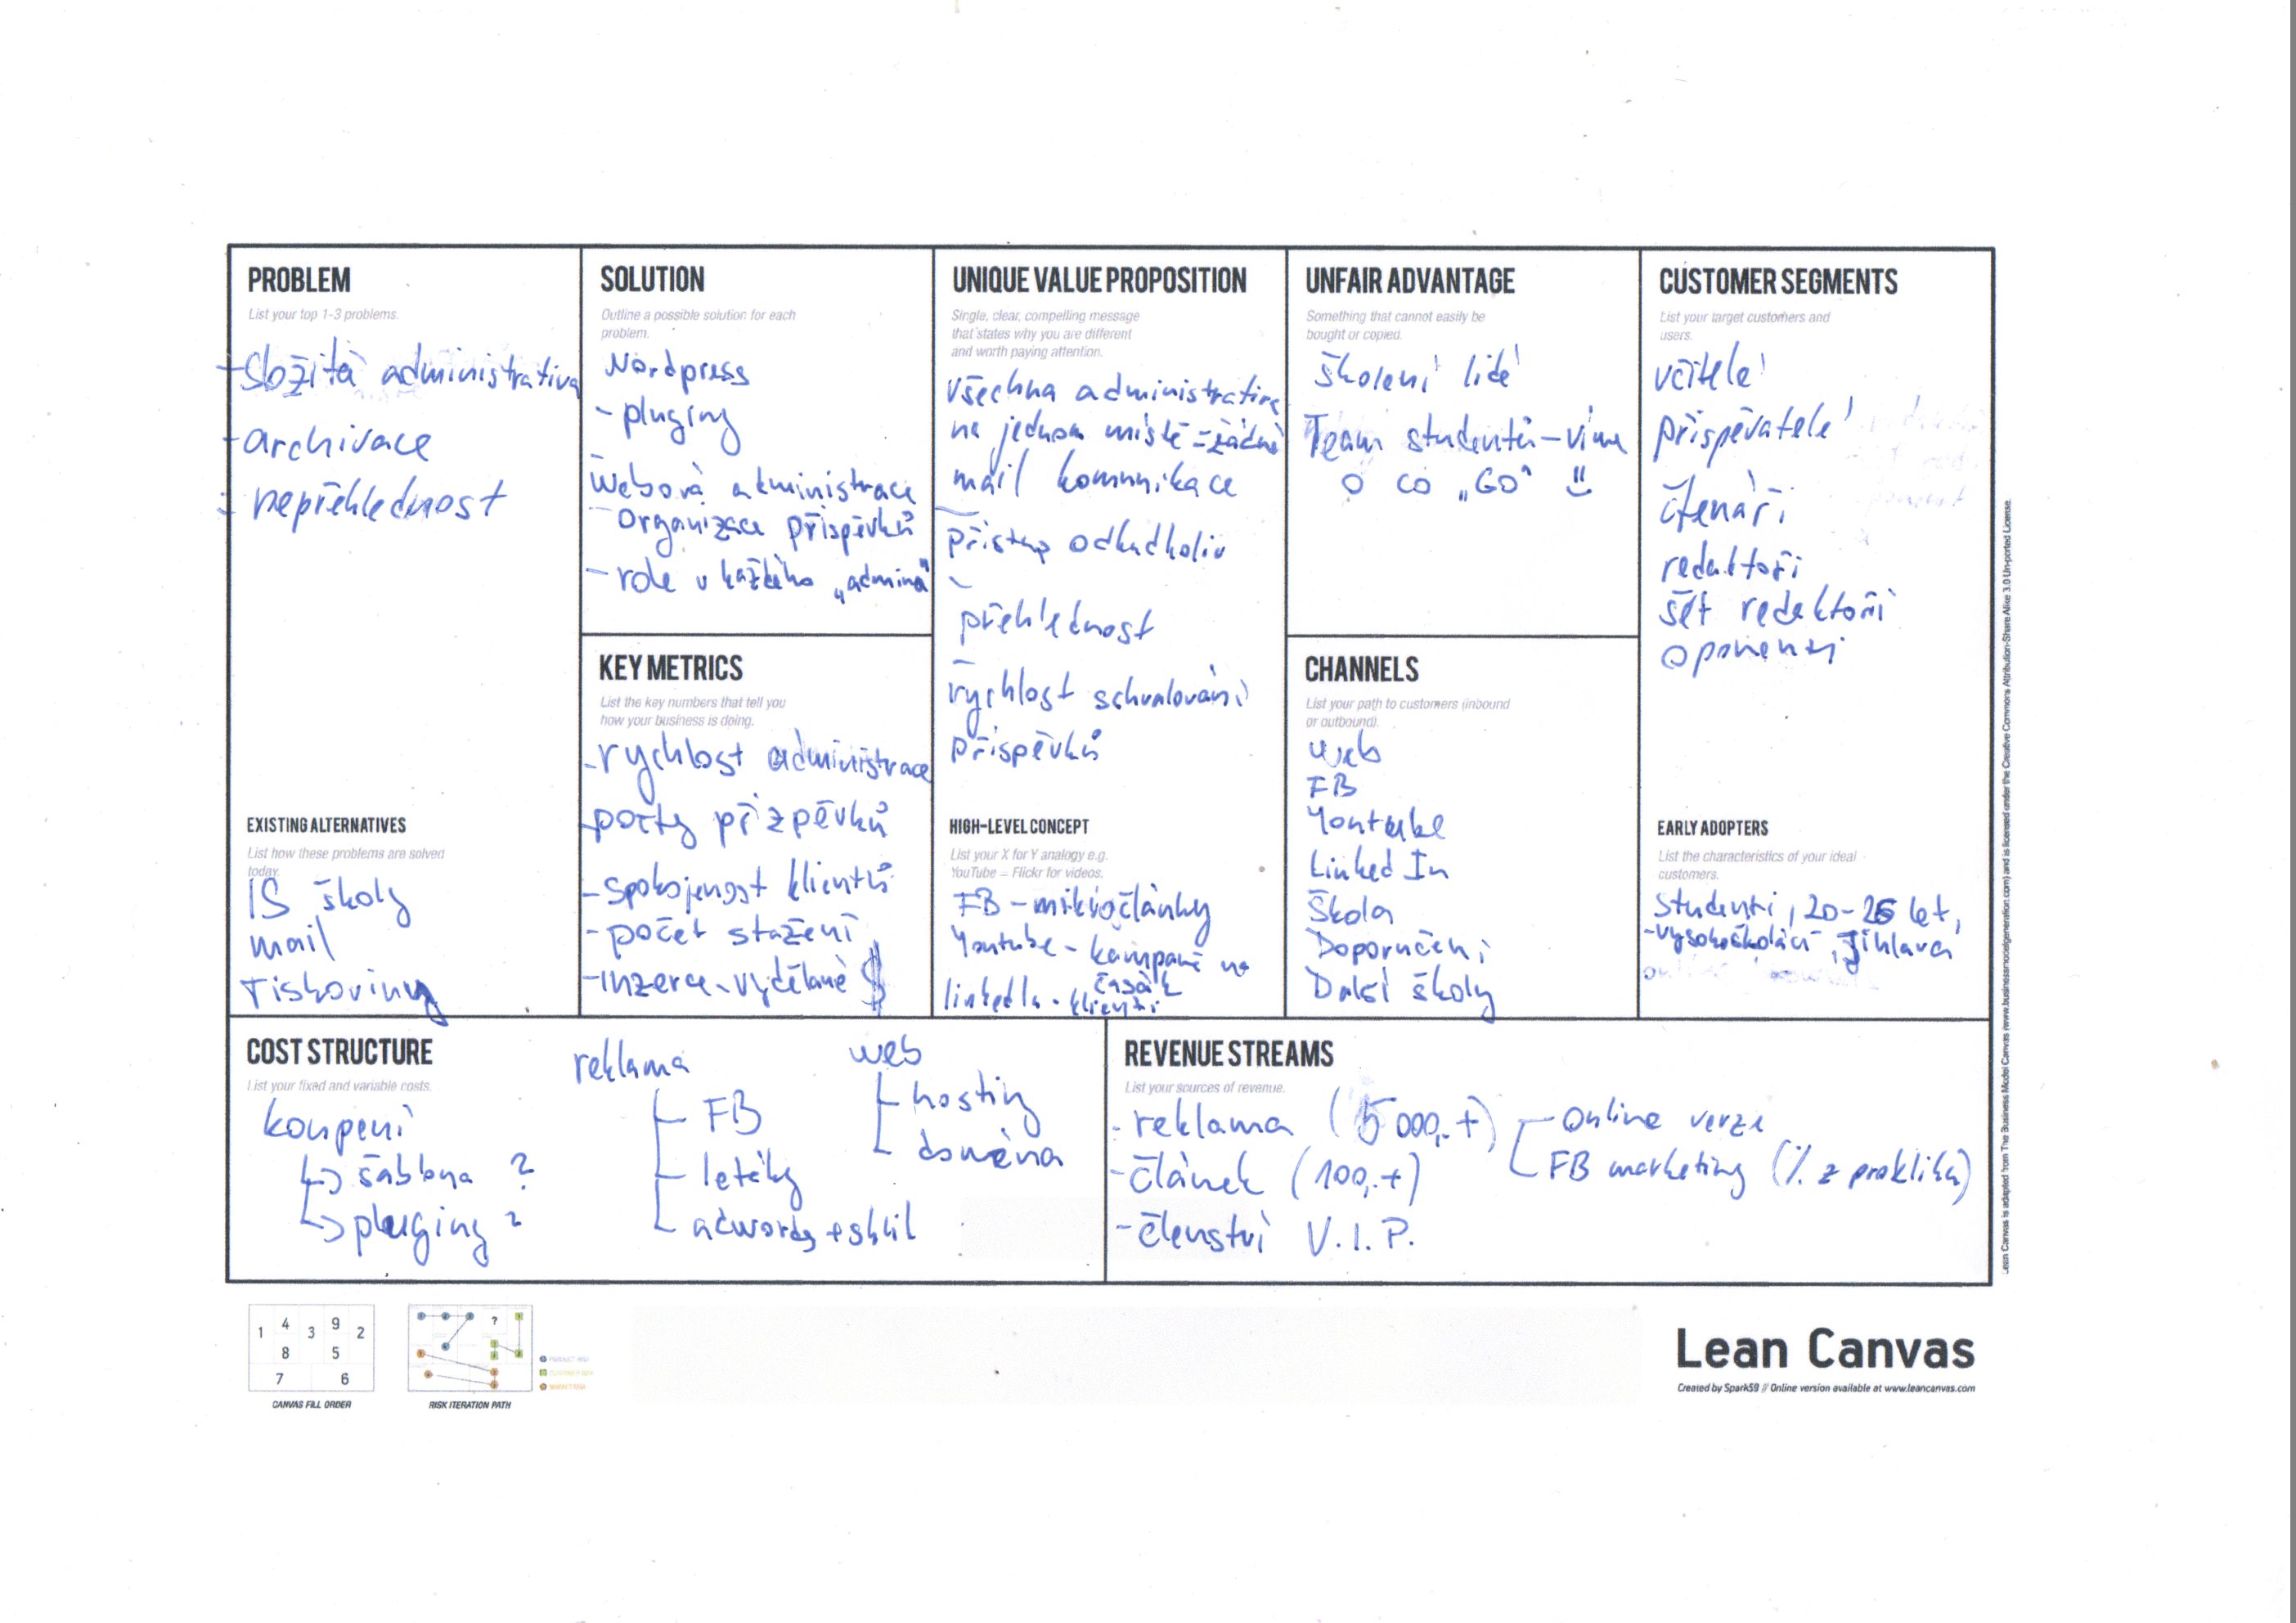 PROBLEM
List your top 1-3 problems.
- Složitá administrativa
- archivace
- nepřehlednost
EXISTING ALTERNATIVES
List how these problems are solved
today.
IS školy
mail
Tiskoviny
SOLUTION
Outline a possible solution for each
problem.
Wordpress
- pluginy
Webová administrace
- Organizace příspěvků
- role u každého „admina"
KEY METRICS
List the key numbers that tell you
how your business is doing.
- rychlost administrace
- počty přízpěvků
- spokojenost klientů
- počet stažení
- Inzerce - vydělané $
UNIQUE VALUE PROPOSITION
Single, clear, compelling message
that states why you are different
and worth paying attention.
Všechna administrativa
na jednom místě = žádná
mail komunikace
přístup odkudkoliv
přehlednost
rychlost schvalování
příspěvků
HIGH-LEVEL CONCEPT
List your X for Y analogy e.g.
YouTube = Flickr for videos.
FB - mikročlánky
Youtube - kampaně na
časák
linkedIn - klienti
UNFAIR ADVANTAGE
Something that cannot easily be
bought or copied.
školení lidé
Team studentů - víme
o co „GO"
CHANNELS
List your path to customers (inbound
or outbound).
web
FB
Youtube
Linked In
Škola
Doporučení
Další školy
CUSTOMER SEGMENTS
List your target customers and
users.
učitelé
přispěvatelé
čtenáři
redaktoři
šéf redaktoři
oponenti
EARLY ADOPTERS
List the characteristics of your ideal
customers.
studenti, 20-26 let,
- vysokoškoláci, Jihlava
COST STRUCTURE
List your fixed and variable costs.
koupení
šablona ?
pluginy ?
reklama
FB
letáky
adwords + sklik
web
hosting
doména
REVENUE STREAMS
List your sources of revenue.
- reklama (5 000,- +)
Online verze
FB marketing (% z prokliků)
- článek (100,- +)
- členství V.I.P.
Lean Canvas is adapted from The Business Model Canvas (www.businessmodelgeneration.com) and is licensed under the Creative Commons Attribution-Share Alike 3.0 Un-ported License.
1 4 3 9 2
8 5
7 6
CANVAS FILL ORDER
?
RISK ITERATION PATH
Lean Canvas
Created by Spark59 // Online version available at www.leancanvas.com